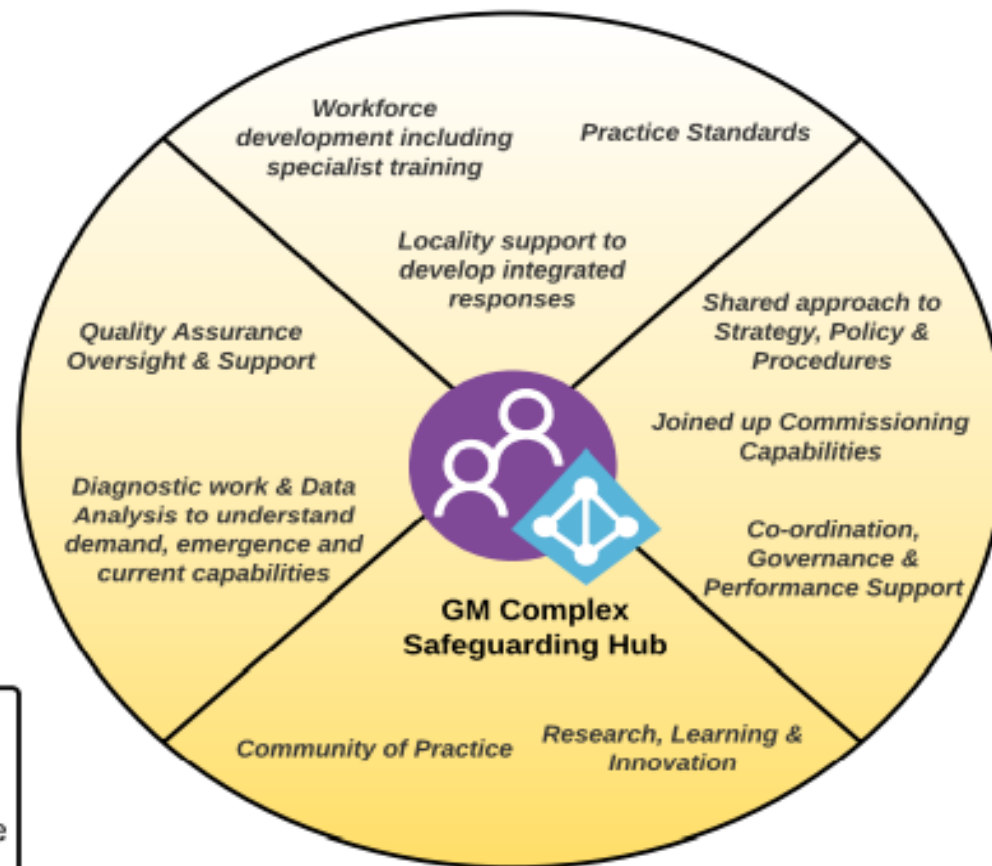 Workforce
development including
specialist training
Practice Standards
Locality support to
develop integrated
responses
Quality Assurance
Oversight & Support
Diagnostic work & Data
Analysis to understand
demand, emergence and
current capabilities
Shared approach to
Strategy, Policy &
Procedures
Joined up Commissioning
Capabilities
Co-ordination,
Governance &
Performance Support
GM Complex
Safeguarding Hub
Community of Practice
Research, Learning &
Innovation